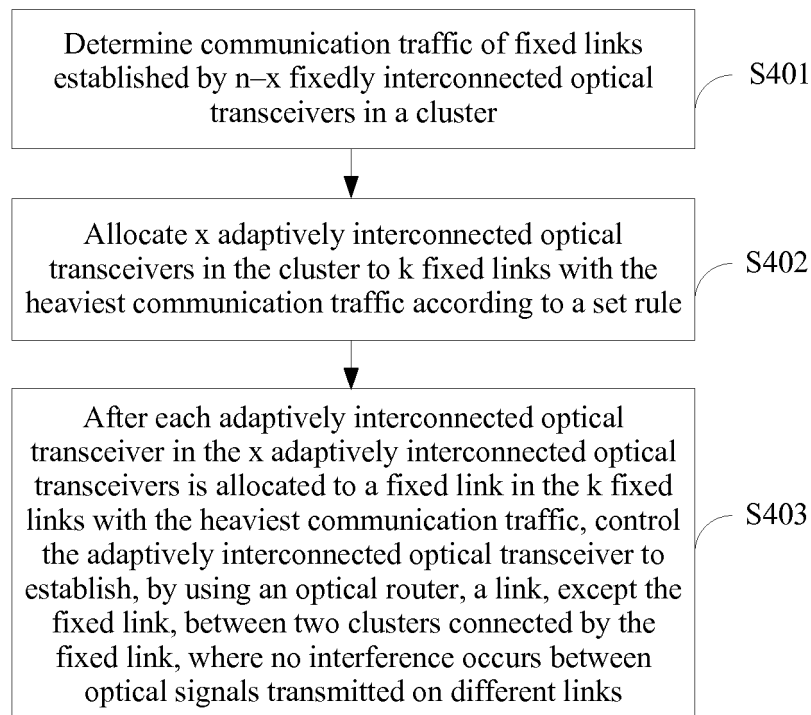 Determine communication traffic of fixed links
established by n–x fixedly interconnected optical
transceivers in a cluster
S401
Allocate x adaptively interconnected optical
transceivers in the cluster to k fixed links with the
heaviest communication traffic according to a set rule
S402
After each adaptively interconnected optical
transceiver in the x adaptively interconnected optical
transceivers is allocated to a fixed link in the k fixed
links with the heaviest communication traffic, control
the adaptively interconnected optical transceiver to
establish, by using an optical router, a link, except the
fixed link, between two clusters connected by the
fixed link, where no interference occurs between
optical signals transmitted on different links
S403